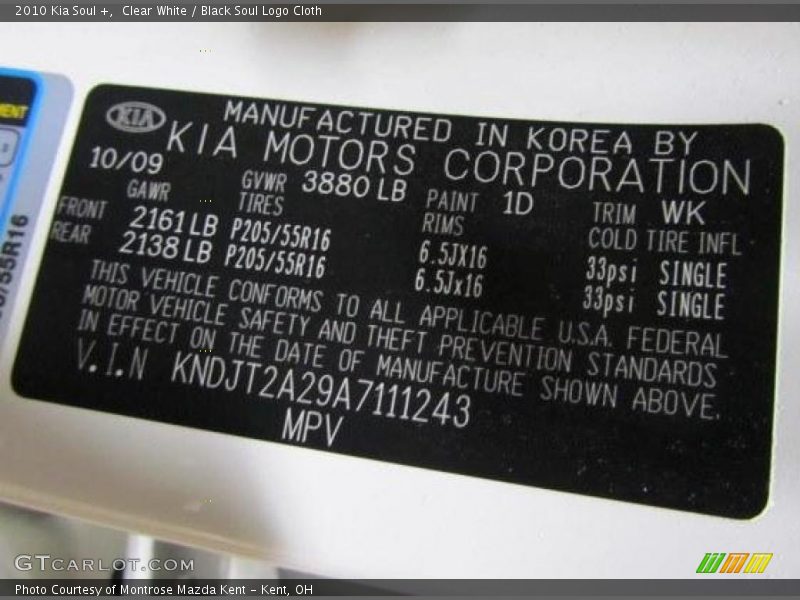 2010 Kia Soul +,  Clear White / Black Soul Logo Cloth
MENT
KIA
MANUFACTURED IN KOREA BY
KIA MOTORS CORPORATION
10/09
GVWR 3880 LB
PAINT 1D
TRIM WK
GAWR
TIRES
RIMS
COLD TIRE INFL
FRONT 2161 LB P205/55R16 6.5JX16 33psi SINGLE
REAR 2138 LB P205/55R16 6.5Jx16 33psi SINGLE
THIS VEHICLE CONFORMS TO ALL APPLICABLE U.S.A. FEDERAL
MOTOR VEHICLE SAFETY AND THEFT PREVENTION STANDARDS
IN EFFECT ON THE DATE OF MANUFACTURE SHOWN ABOVE.
V.I.N KNDJT2A29A7111243
MPV
55R16
GTCARLOT.COM
Photo Courtesy of Montrose Mazda Kent - Kent, OH